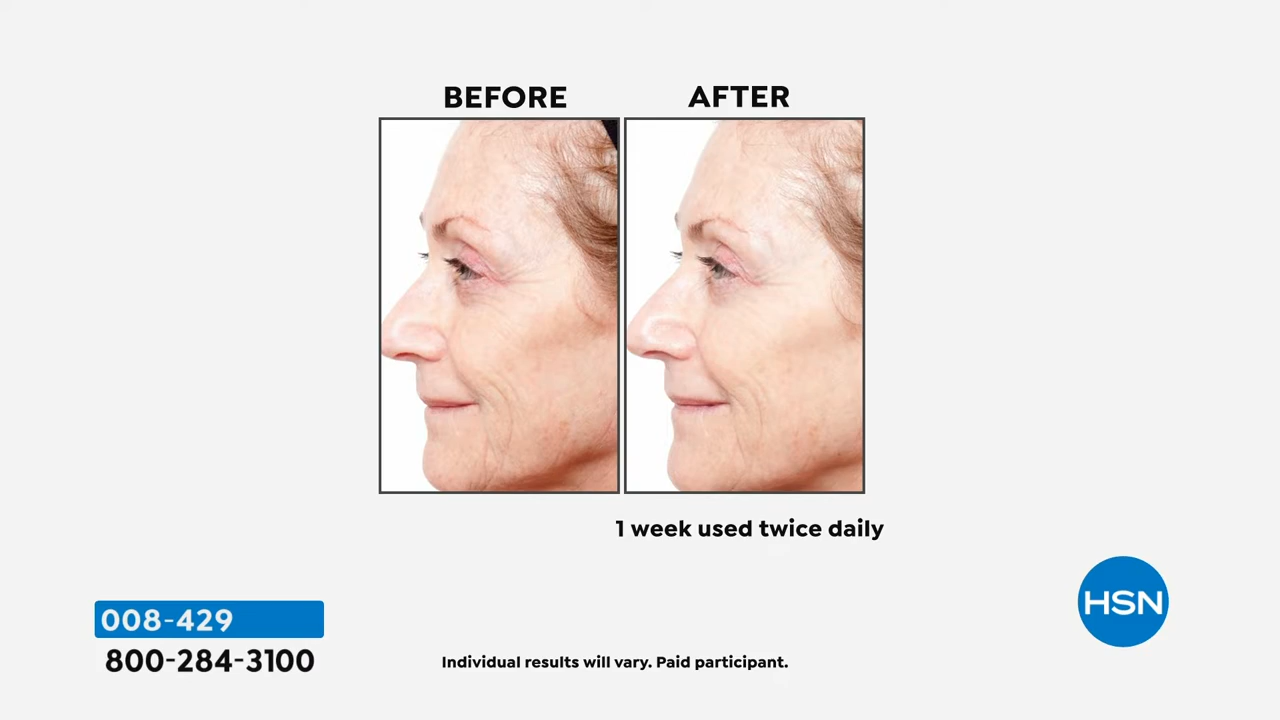 BEFORE
AFTER
1 week used twice daily
008-429
HSN
800-284-3100
Individual results will vary. Paid participant.